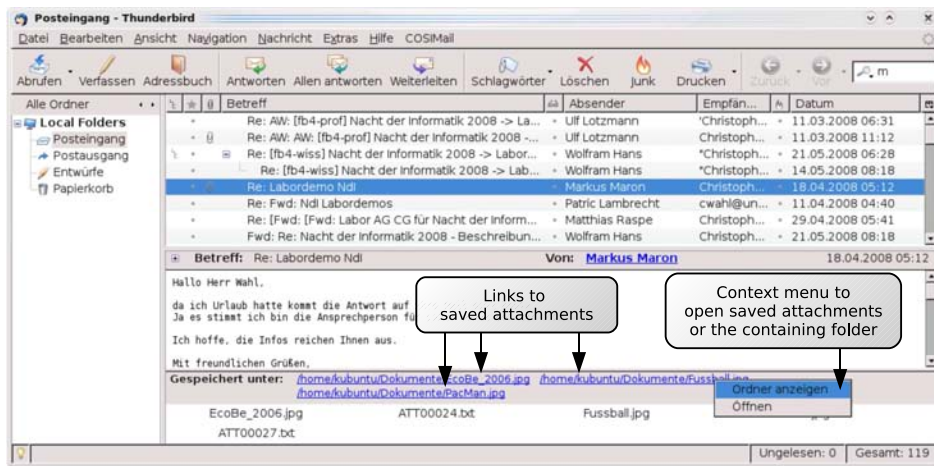 Posteingang - Thunderbird
Datei Bearbeiten Ansicht Navigation Nachricht Extras Hilfe COSIMail
Abrufen Verfassen Adressbuch Antworten Allen antworten Weiterleiten Schlagwörter Löschen Junk Drucken Zurück Vor m
Alle Ordner Betreff Absender Empfän... Datum
Local Folders
Posteingang
Postausgang
Entwürfe
Papierkorb
Re: AW: [fb4-prof] Nacht der Informatik 2008 -> La... Ulf Lotzmann 'Christoph... 11.03.2008 06:31
Re: AW: AW: [fb4-prof] Nacht der Informatik 2008 -... Ulf Lotzmann Christoph... 11.03.2008 11:12
Re: [fb4-wiss] Nacht der Informatik 2008 -> Labor... Wolfram Hans "Christoph... 21.05.2008 06:28
Re: [fb4-wiss] Nacht der Informatik 2008 -> Lab... Wolfram Hans "Christoph... 14.05.2008 08:18
Re: Labordemo NdI Markus Maron Christoph... 18.04.2008 05:12
Re: Fwd: NdI Labordemos Patric Lambrecht cwahl@un... 11.04.2008 04:40
Re: [Fwd: [Fwd: Labor AG CG für Nacht der Inform... Matthias Raspe Christoph... 29.04.2008 05:41
Fwd: Re: Nacht der Informatik 2008 - Beschreibun... Wolfram Hans Christoph... 21.05.2008 08:18
Betreff: Re: Labordemo NdI Von: Markus Maron 18.04.2008 05:12
Hallo Herr Wahl,
da ich Urlaub hatte kommt die Antwort auf
Ja es stimmt ich bin die Ansprechperson fü
Ich hoffe, die Infos reichen Ihnen aus.
Mit freundlichen Grüßen,
Links to
saved attachments
Context menu to
open saved attachments
or the containing folder
Gespeichert unter: /home/kubuntu/Dokumente/EcoBe_2006.jpg /home/kubuntu/Dokumente/Fussball.jpg
/home/kubuntu/Dokumente/PacMan.jpg
Ordner anzeigen
Öffnen
EcoBe_2006.jpg ATT00024.txt Fussball.jpg
ATT00027.txt
Ungelesen: 0 Gesamt: 119